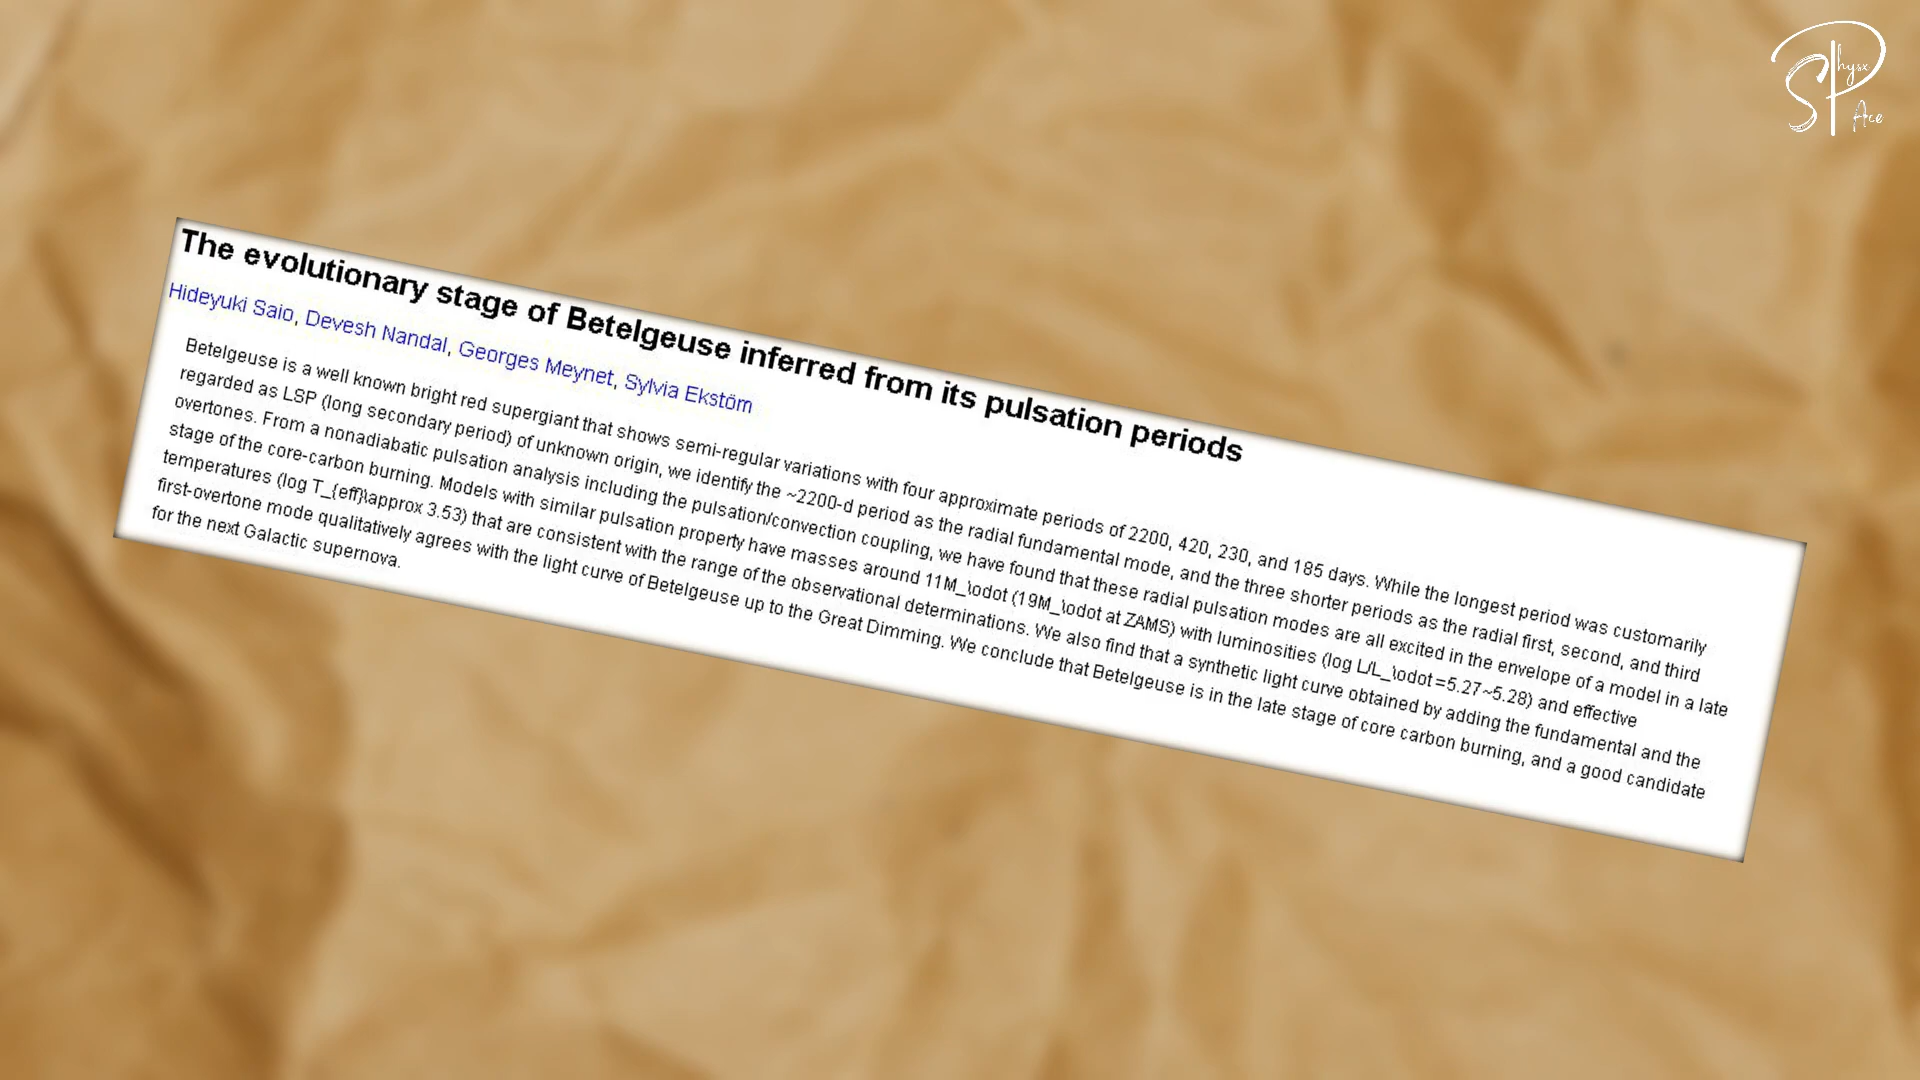 SPhysx
Ace
The evolutionary stage of Betelgeuse inferred from its pulsation periods
Hideyuki Saio, Devesh Nandal, Georges Meynet, Sylvia Ekstöm
Betelgeuse is a well known bright red supergiant that shows semi-regular variations with four approximate periods of 2200, 420, 230, and 185 days. While the longest period was customarily
regarded as LSP (long secondary period) of unknown origin, we identify the ~2200-d period as the radial fundamental mode, and the three shorter periods as the radial first, second, and third
overtones. From a nonadiabatic pulsation analysis including the pulsation/convection coupling, we have found that these radial pulsation modes are all excited in the envelope of a model in a late
stage of the core-carbon burning. Models with similar pulsation property have masses around 11M_\odot (19M_\odot at ZAMS) with luminosities (log L/L_\odot =5.27~5.28) and effective
temperatures (log T_{eff}\approx 3.53) that are consistent with the range of the observational determinations. We also find that a synthetic light curve obtained by adding the fundamental and the
first-overtone mode qualitatively agrees with the light curve of Betelgeuse up to the Great Dimming. We conclude that Betelgeuse is in the late stage of core carbon burning, and a good candidate
for the next Galactic supernova.